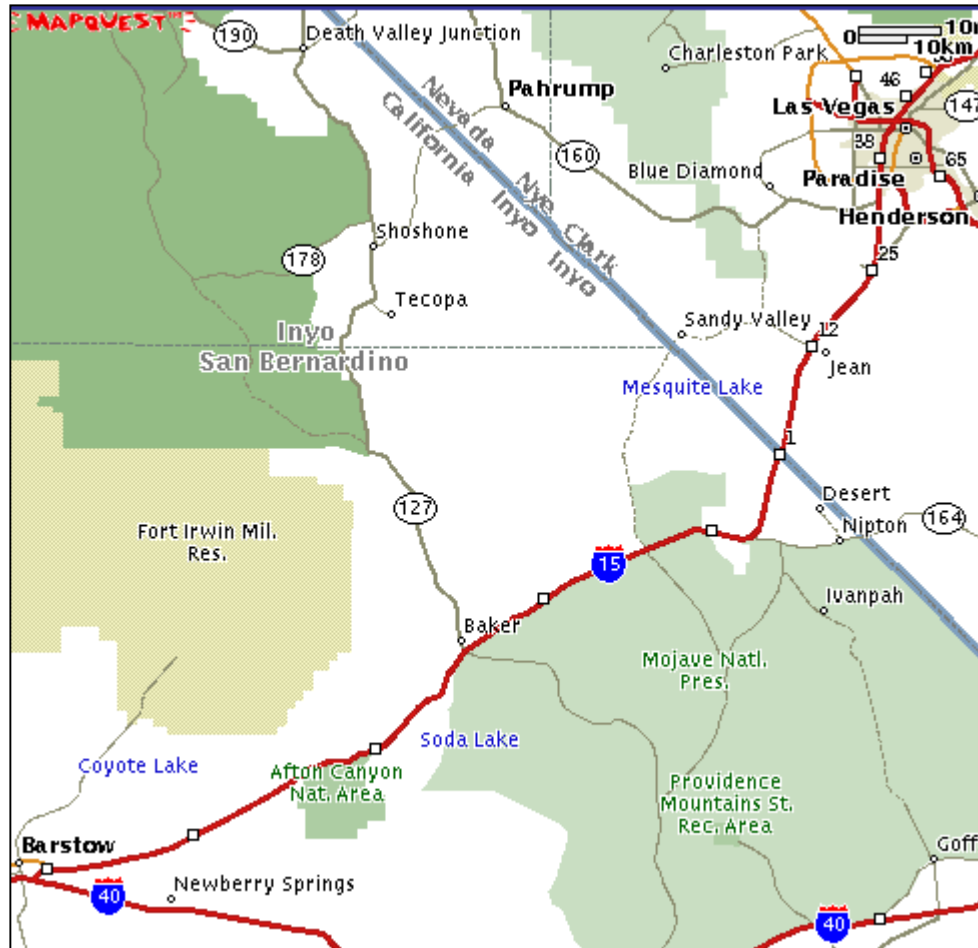 MAPQUEST
190
Death Valley Junction
Charleston Park
0
10m
10km
Nevada
California
Pahrump
46
Las Vegas
147
160
38
65
Blue Diamond
Paradise
Henderson
Nye
Clark
Inyo
Inyo
Shoshone
178
25
Tecopa
Sandy Valley
12
Inyo
San Bernardino
Jean
Mesquite Lake
1
Desert
127
164
Nipton
Fort Irwin Mil.
Res.
15
Ivanpah
Baker
Mojave Natl.
Pres.
Soda Lake
Coyote Lake
Afton Canyon
Nat. Area
Providence
Mountains St.
Rec. Area
Barstow
Goff
Newberry Springs
40
40